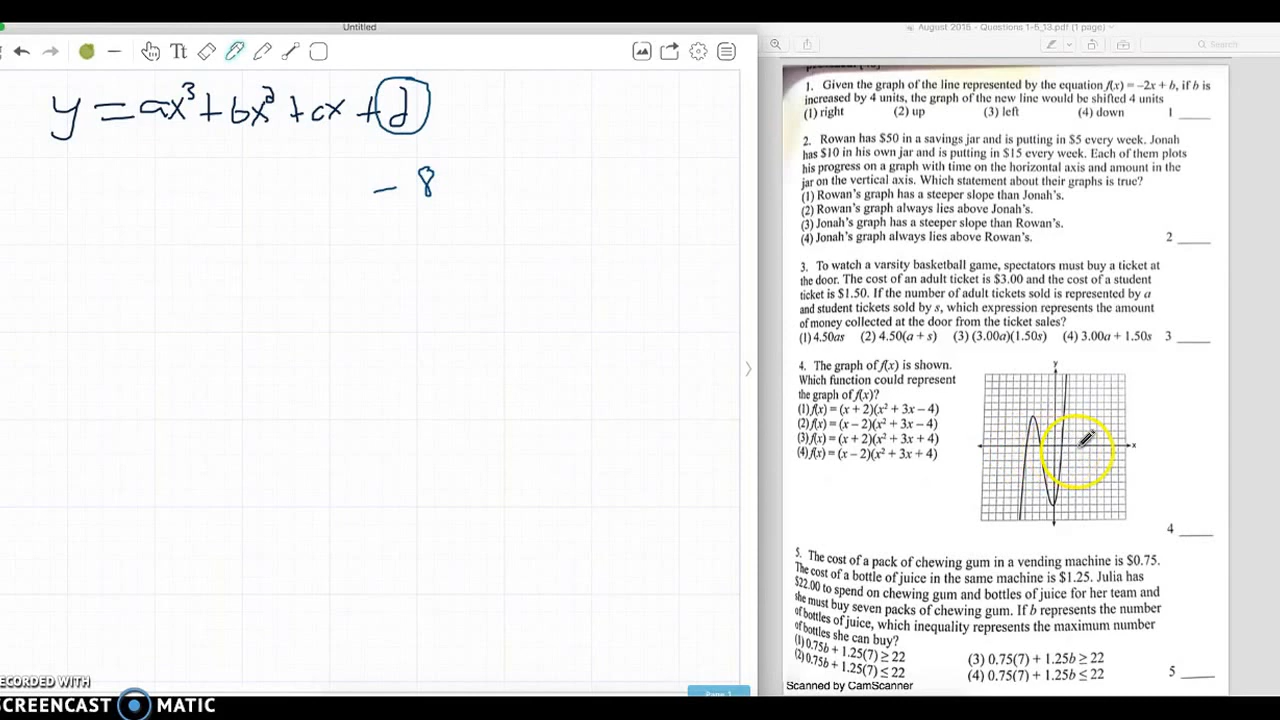 Untitled
August 2015 - Questions 1-5_13.pdf (1 page)
Tt
Search
y = ax³ + bx² + cx + d
- 8
1. Given the graph of the line represented by the equation f(x) = –2x + b, if b is
increased by 4 units, the graph of the new line would be shifted 4 units
(1) right (2) up (3) left (4) down 1 ____
2. Rowan has $50 in a savings jar and is putting in $5 every week. Jonah
has $10 in his own jar and is putting in $15 every week. Each of them plots
his progress on a graph with time on the horizontal axis and amount in the
jar on the vertical axis. Which statement about their graphs is true?
(1) Rowan's graph has a steeper slope than Jonah's.
(2) Rowan's graph always lies above Jonah's.
(3) Jonah's graph has a steeper slope than Rowan's.
(4) Jonah's graph always lies above Rowan's. 2 ____
3. To watch a varsity basketball game, spectators must buy a ticket at
the door. The cost of an adult ticket is $3.00 and the cost of a student
ticket is $1.50. If the number of adult tickets sold is represented by a
and student tickets sold by s, which expression represents the amount
of money collected at the door from the ticket sales?
(1) 4.50as (2) 4.50(a + s) (3) (3.00a)(1.50s) (4) 3.00a + 1.50s 3 ____
4. The graph of f(x) is shown.
Which function could represent
the graph of f(x)?
(1) f(x) = (x + 2)(x² + 3x – 4)
(2) f(x) = (x – 2)(x² + 3x – 4)
(3) f(x) = (x + 2)(x² + 3x + 4)
(4) f(x) = (x – 2)(x² + 3x + 4)
y
x
4 ____
5. The cost of a pack of chewing gum in a vending machine is $0.75.
The cost of a bottle of juice in the same machine is $1.25. Julia has
$22.00 to spend on chewing gum and bottles of juice for her team and
she must buy seven packs of chewing gum. If b represents the number
of bottles of juice, which inequality represents the maximum number
of bottles she can buy?
(1) 0.75b + 1.25(7) ≥ 22 (3) 0.75(7) + 1.25b ≥ 22
(2) 0.75b + 1.25(7) ≤ 22 (4) 0.75(7) + 1.25b ≤ 22 5 ____
Scanned by CamScanner
Page 1
RECORDED WITH
SCREENCAST MATIC